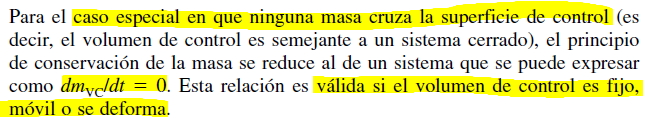 Para el caso especial en que ninguna masa cruza la superficie de control (es
decir, el volumen de control es semejante a un sistema cerrado), el principio
de conservación de la masa se reduce al de un sistema que se puede expresar
como dm_VC/dt = 0. Esta relación es válida si el volumen de control es fijo,
móvil o se deforma.